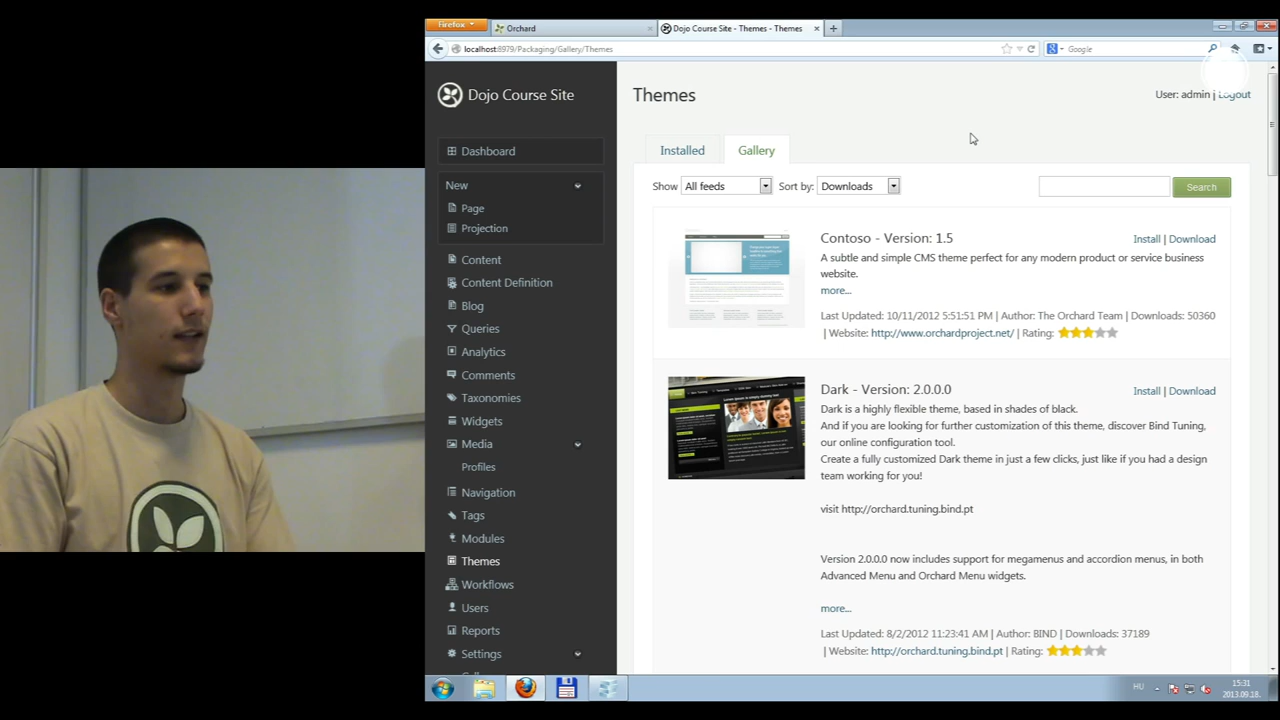 Firefox
Orchard
Dojo Course Site - Themes - Themes
localhost:8979/Packaging/Gallery/Themes
Google
Dojo Course Site
Themes
User: admin | Logout
Dashboard
Installed
Gallery
New
Show
All feeds
Sort by:
Downloads
Search
Page
Projection
Content
Content Definition
Blog
Queries
Analytics
Comments
Taxonomies
Widgets
Media
Profiles
Navigation
Tags
Modules
Themes
Workflows
Users
Reports
Settings
Contoso - Version: 1.5
Install | Download
A subtle and simple CMS theme perfect for any modern product or service business
website.
more...
Last Updated: 10/11/2012 5:51:51 PM | Author: The Orchard Team | Downloads: 50360
| Website: http://www.orchardproject.net/ | Rating:
Dark - Version: 2.0.0.0
Install | Download
Dark is a highly flexible theme, based in shades of black.
And if you are looking for further customization of this theme, discover Bind Tuning,
our online configuration tool.
Create a fully customized Dark theme in just a few clicks, just like if you had a design
team working for you!
visit http://orchard.tuning.bind.pt
Version 2.0.0.0 now includes support for megamenus and accordion menus, in both
Advanced Menu and Orchard Menu widgets.
more...
Last Updated: 8/2/2012 11:23:41 AM | Author: BIND | Downloads: 37189
| Website: http://orchard.tuning.bind.pt | Rating:
HU
15:31
2013.09.18.